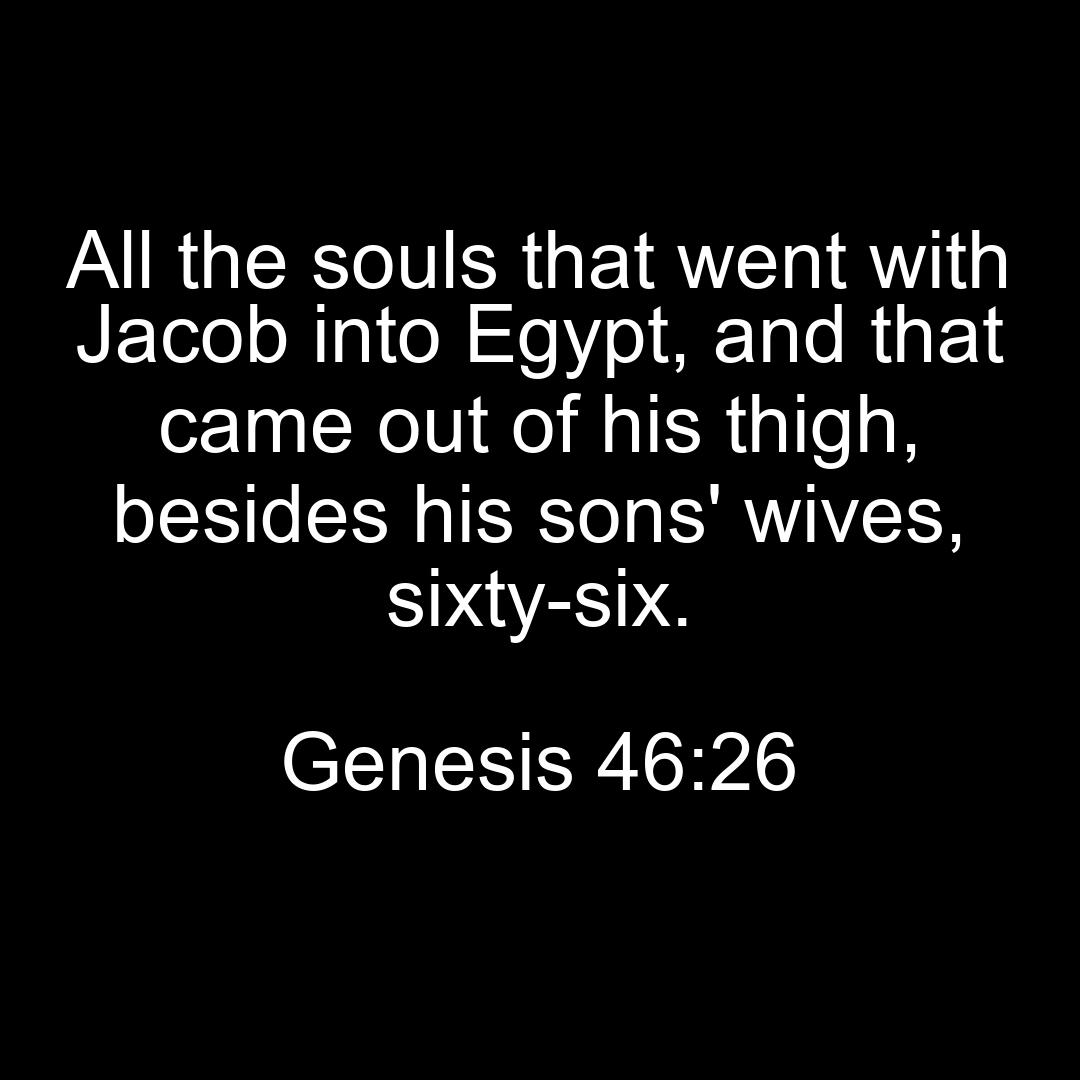 All the souls that went with
Jacob into Egypt, and that
came out of his thigh,
besides his sons' wives,
sixty-six.
Genesis 46:26